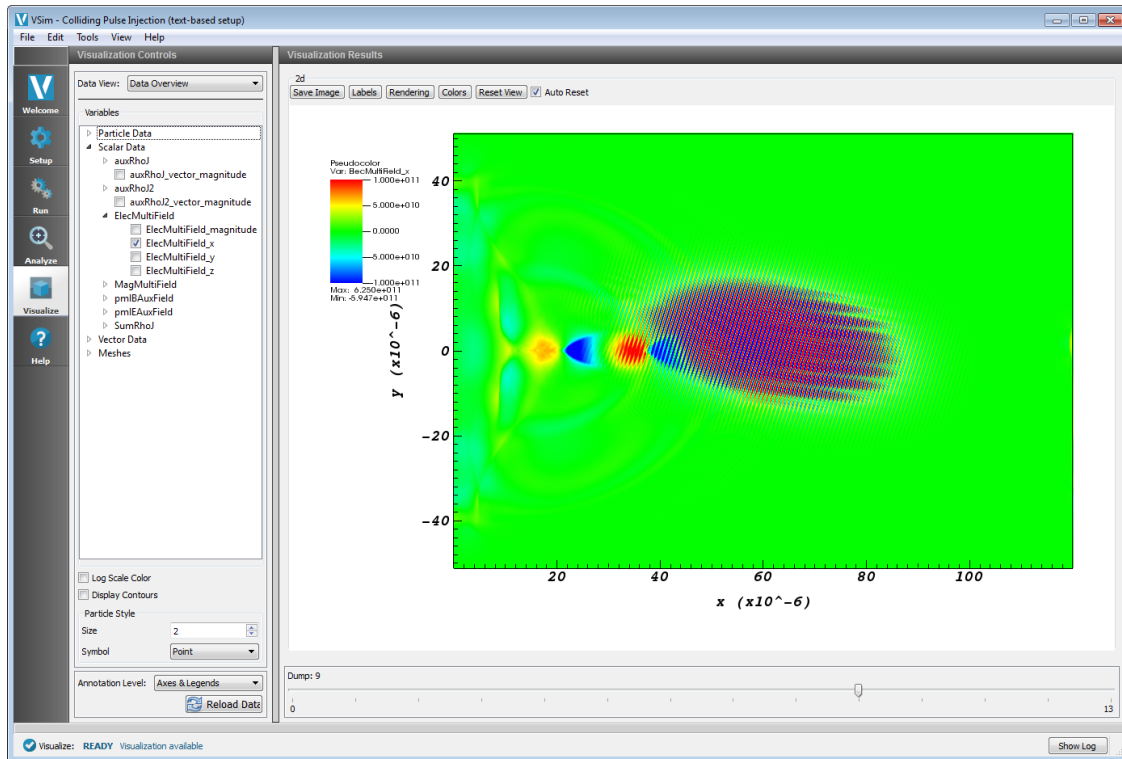 VSim - Colliding Pulse Injection (text-based setup)
File Edit Tools View Help
Welcome
Setup
Run
Analyze
Visualize
Help
Visualization Controls
Data View: Data Overview
Variables
Particle Data
Scalar Data
auxRhoJ
auxRhoJ_vector_magnitude
auxRhoJ2
auxRhoJ2_vector_magnitude
ElecMultiField
ElecMultiField_magnitude
ElecMultiField_x
ElecMultiField_y
ElecMultiField_z
MagMultiField
pmlBAuxField
pmlEAuxField
SumRhoJ
Vector Data
Meshes
Log Scale Color
Display Contours
Particle Style
Size 2
Symbol Point
Annotation Level: Axes & Legends
Reload Data
Visualization Results
2d
Save Image Labels Rendering Colors Reset View Auto Reset
Pseudocolor
Var: ElecMultiField_x
1.000e+011
5.000e+010
0.0000
-5.000e+010
-1.000e+011
Max: 6.250e+011
Min: -5.947e+011
y (x10^-6)
40
20
0
-20
-40
20 40 60 80 100
x (x10^-6)
Dump: 9
0 13
Visualize: READY Visualization available
Show Log